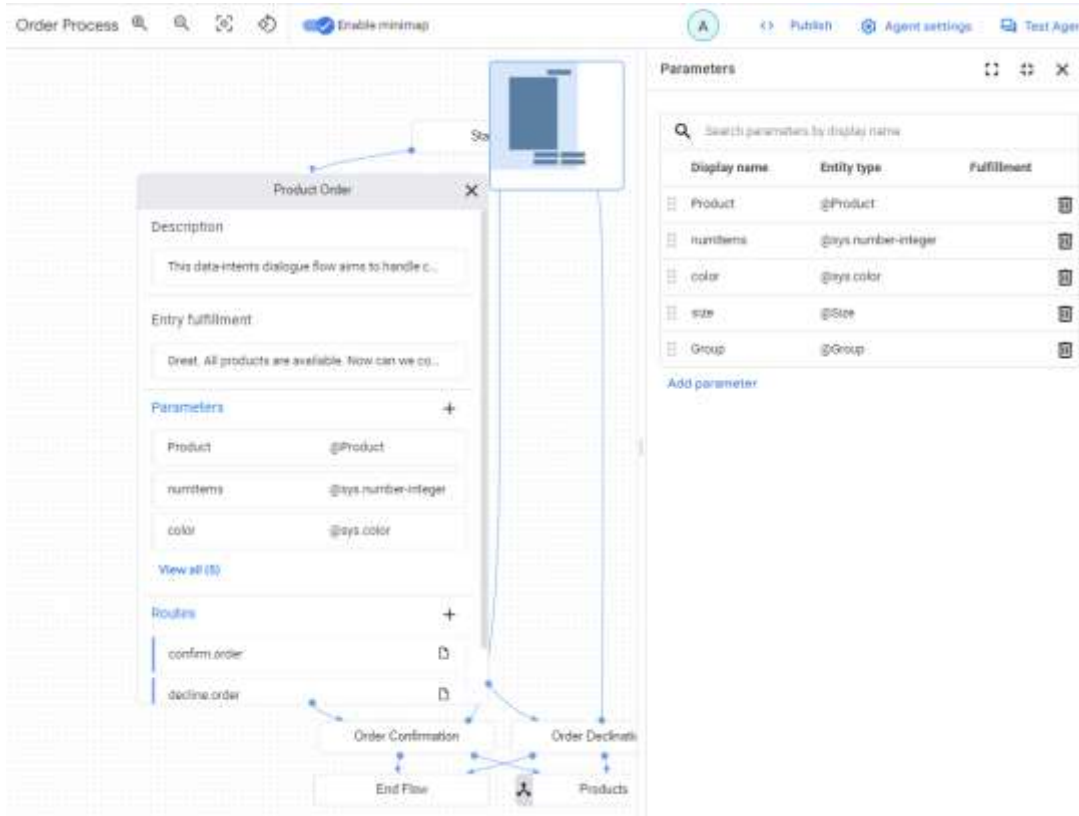 Order Process
Enable minimap
A
Publish
Agent settings
Test Agen
Sta
Product Order
Description
This data-intents dialogue flow aims to handle c...
Entry fulfillment
Great. All products are available. Now can we co...
Parameters
Product @Product
numItems @sys.number-integer
color @sys.color
View all (5)
Routes
confirm.order
decline.order
Order Confirmation
Order Declinati
End Flow
Products
Parameters
Search parameters by display name
Display name Entity type Fulfillment
Product @Product
numItems @sys.number-integer
color @sys.color
size @Size
Group @Group
Add parameter